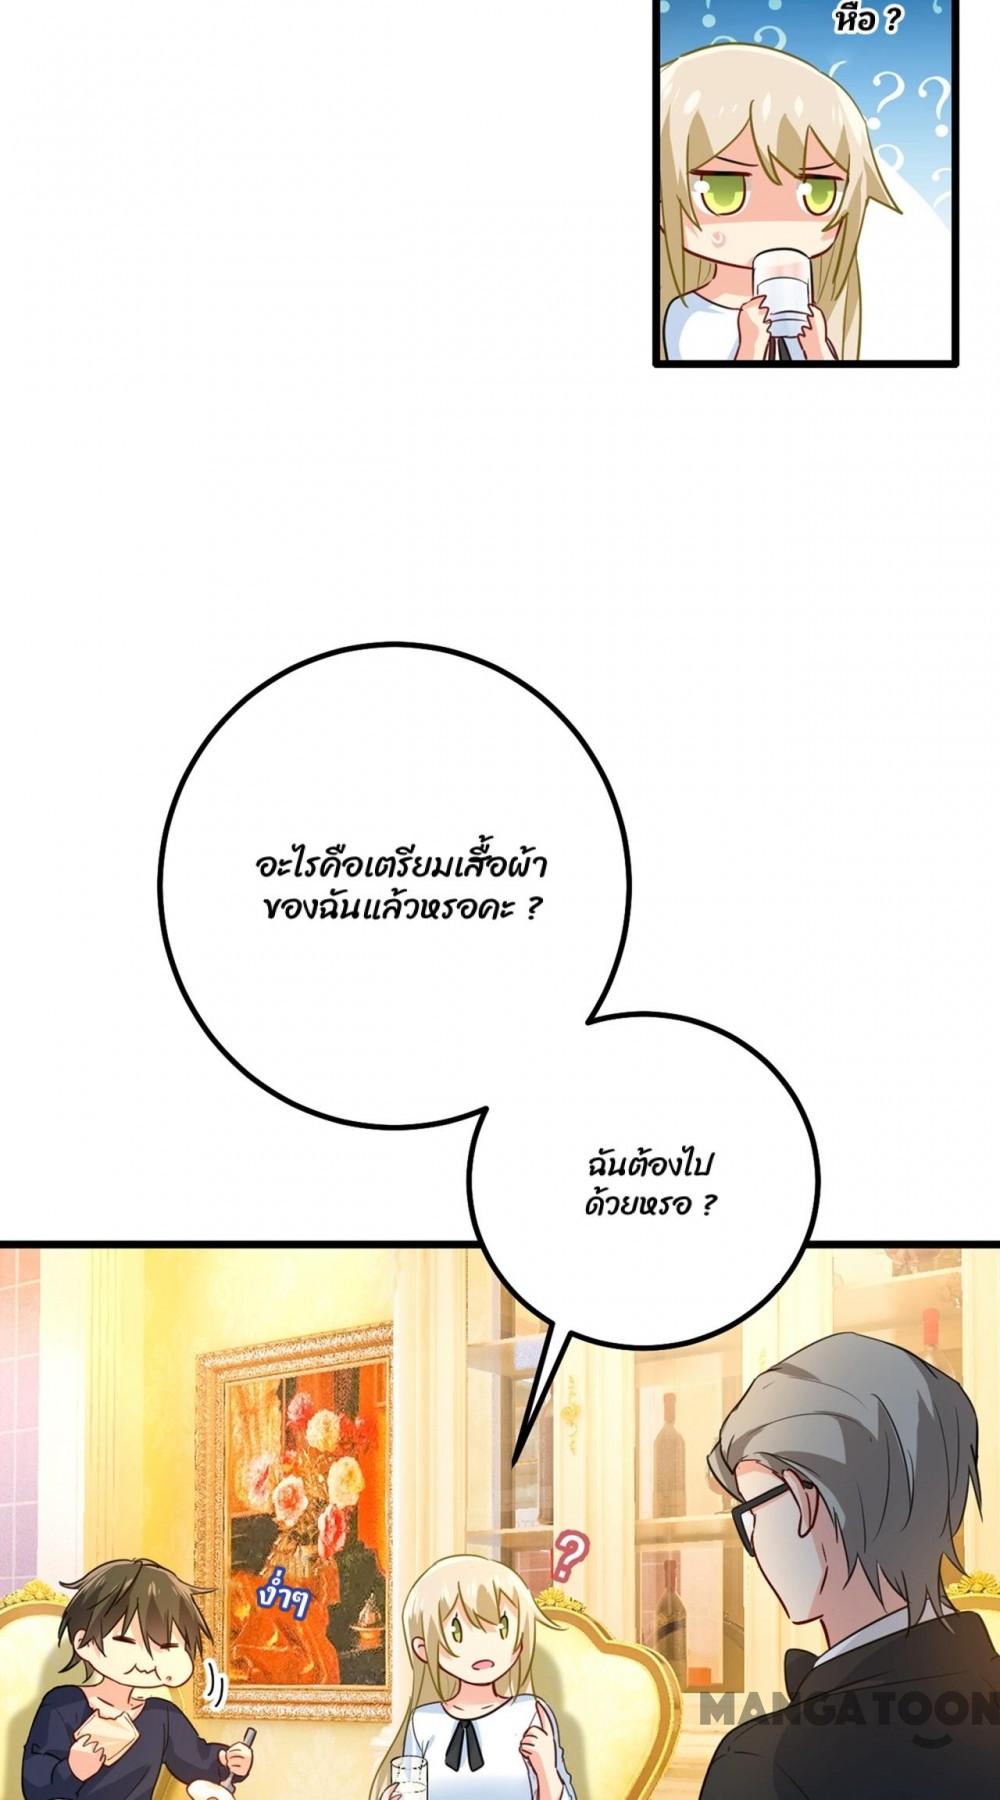 หือ ?
อะไรคือเตรียมเสื้อผ้า
ของฉันแล้วหรอคะ ?
ฉันต้องไป
ด้วยหรอ ?
ง่ำๆ
MANGATOON